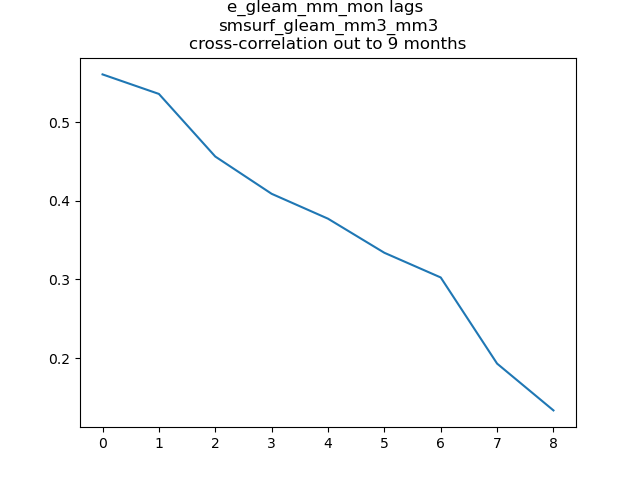 e_gleam_mm_mon lags
smsurf_gleam_mm3_mm3
cross-correlation out to 9 months
0.5
0.4
0.3
0.2
0 1 2 3 4 5 6 7 8